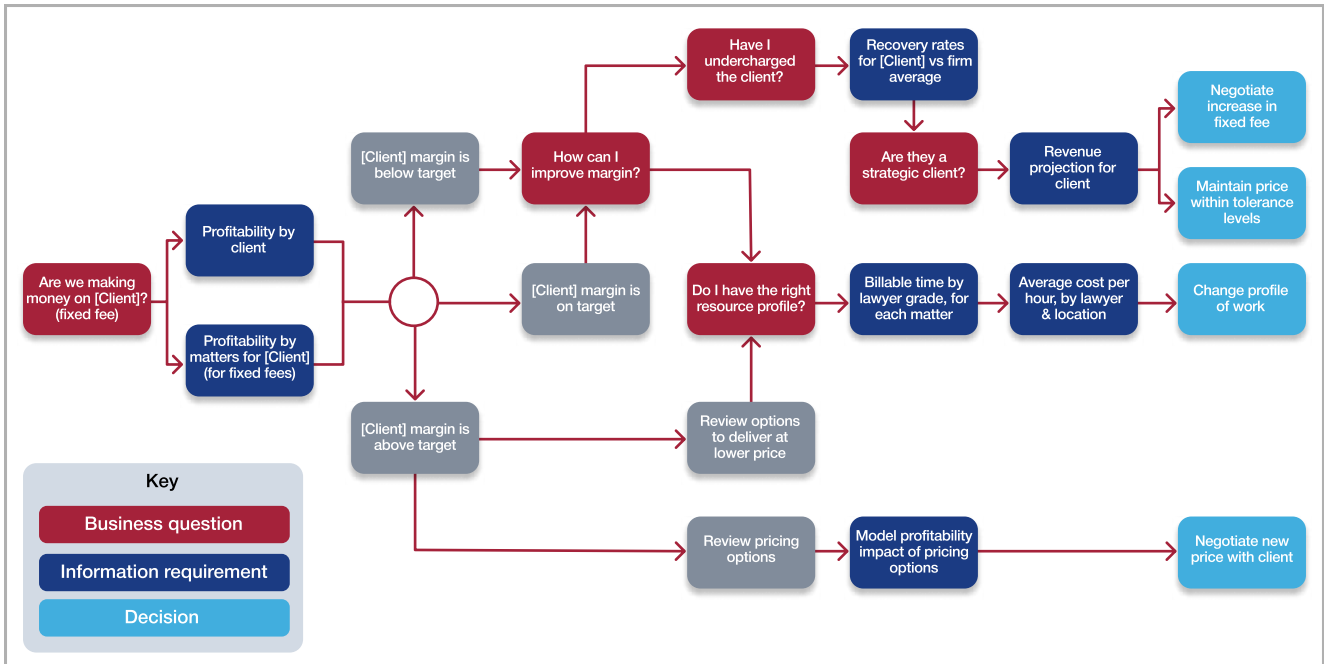 Have I
undercharged
the client?
Recovery rates
for [Client] vs firm
average
Negotiate
increase in
fixed fee
[Client] margin is
below target
How can I
improve margin?
Are they a
strategic client?
Revenue
projection for
client
Maintain price
within tolerance
levels
Profitability by
client
Are we making
money on [Client]?
(fixed fee)
[Client] margin is
on target
Do I have the right
resource profile?
Billable time by
lawyer grade, for
each matter
Average cost per
hour, by lawyer
& location
Change profile
of work
Profitability by
matters for [Client]
(for fixed fees)
[Client] margin is
above target
Review options
to deliver at
lower price
Key
Business question
Information requirement
Decision
Review pricing
options
Model profitability
impact of pricing
options
Negotiate new
price with client